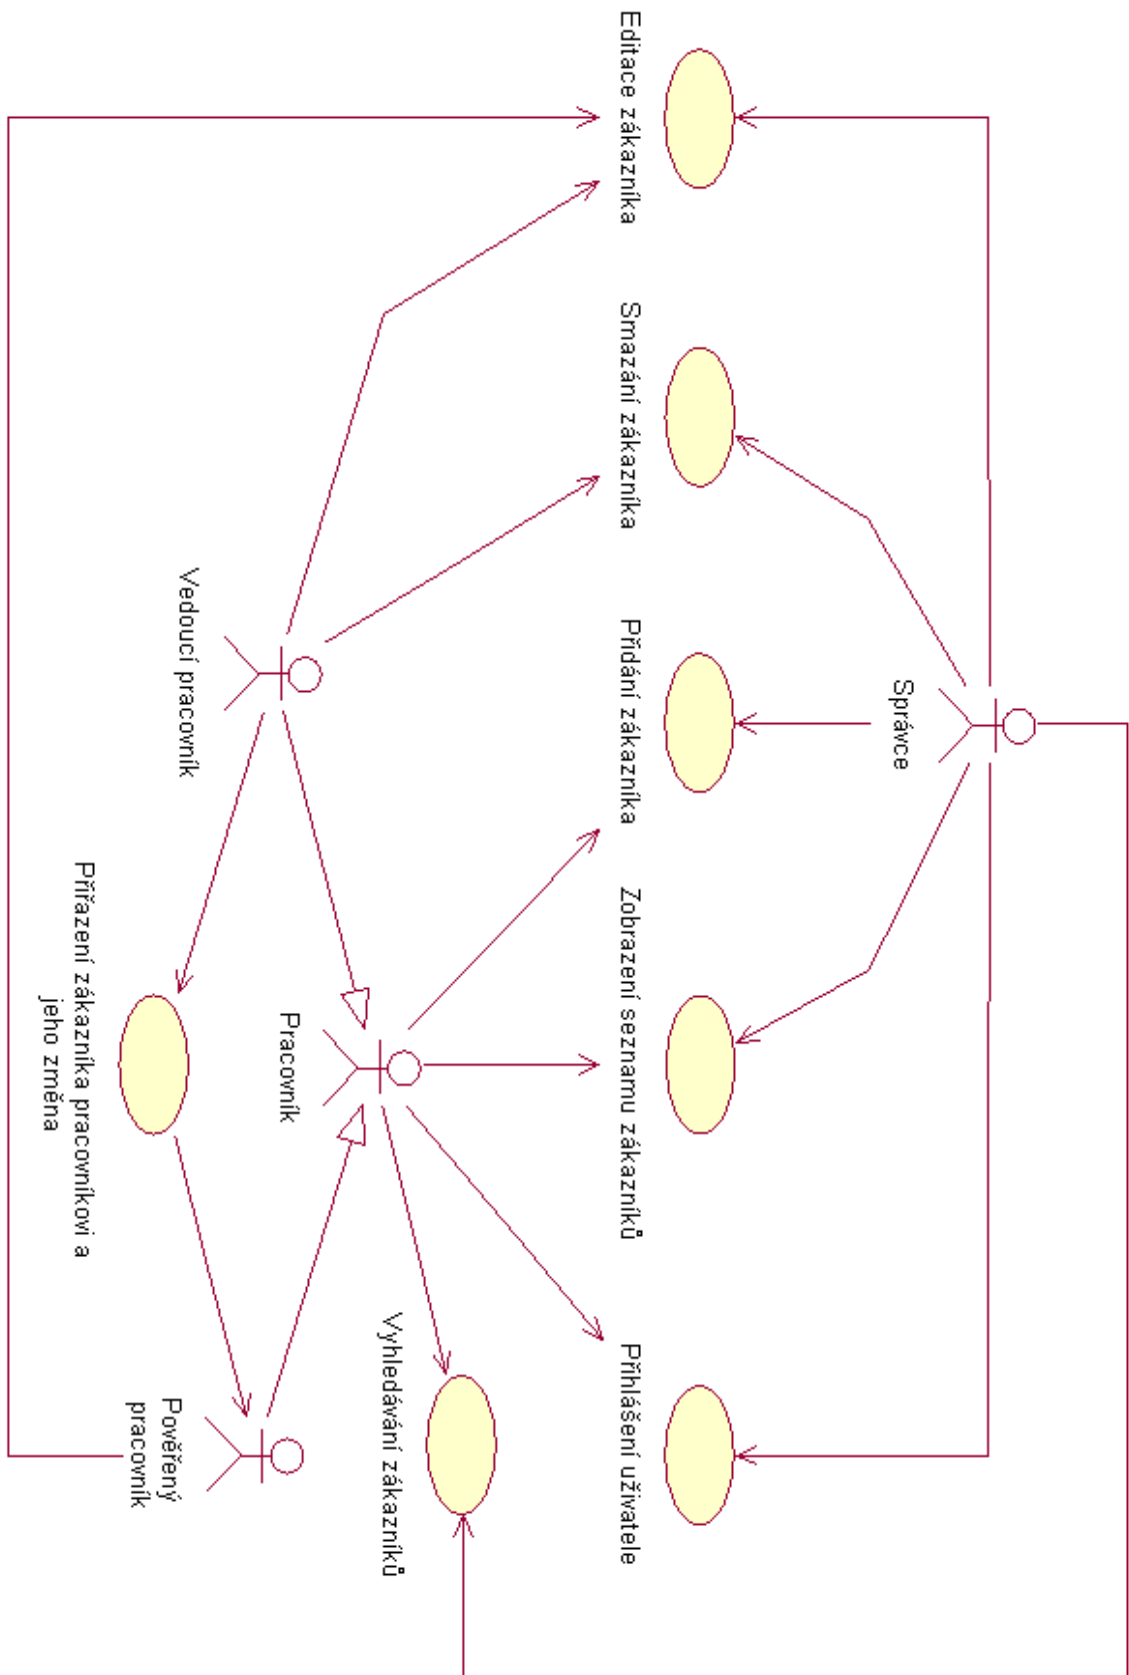 Správce
Editace zákazníka
Smazání zákazníka
Přidání zákazníka
Zobrazení seznamu zákazníků
Přihlášení uživatele
Vyhledávání zákazníků
Pracovník
Vedoucí pracovník
Pověřený
pracovník
Přiřazení zákazníka pracovníkovi a
jeho změna